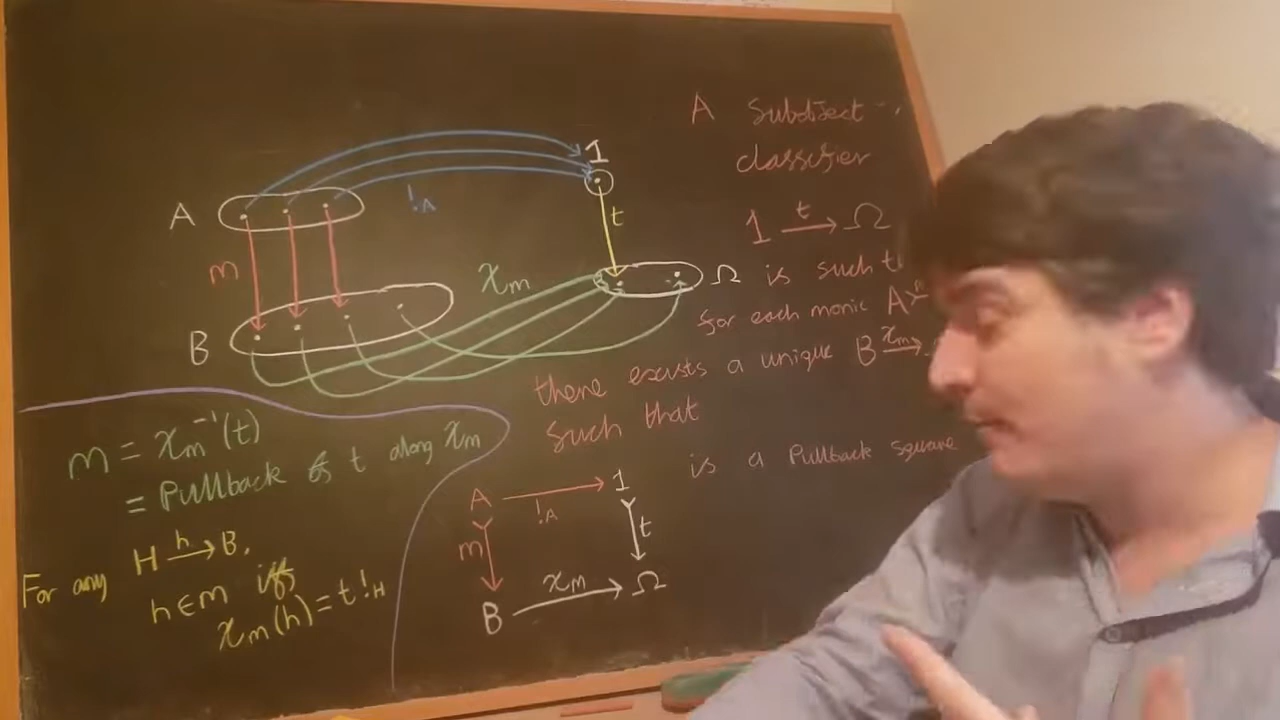 A subobject
classifier
1 t→ Ω
is such
for each monic A
there exists a unique B χm→
such that
is a pullback square
A
!A
1
t
m
χm
Ω
B
m = χm⁻¹(t)
= Pullback of t along χm
For any H h→ B,
h∈m iff
χm(h) = t !H
A
!A
1
m
t
B
χm
Ω